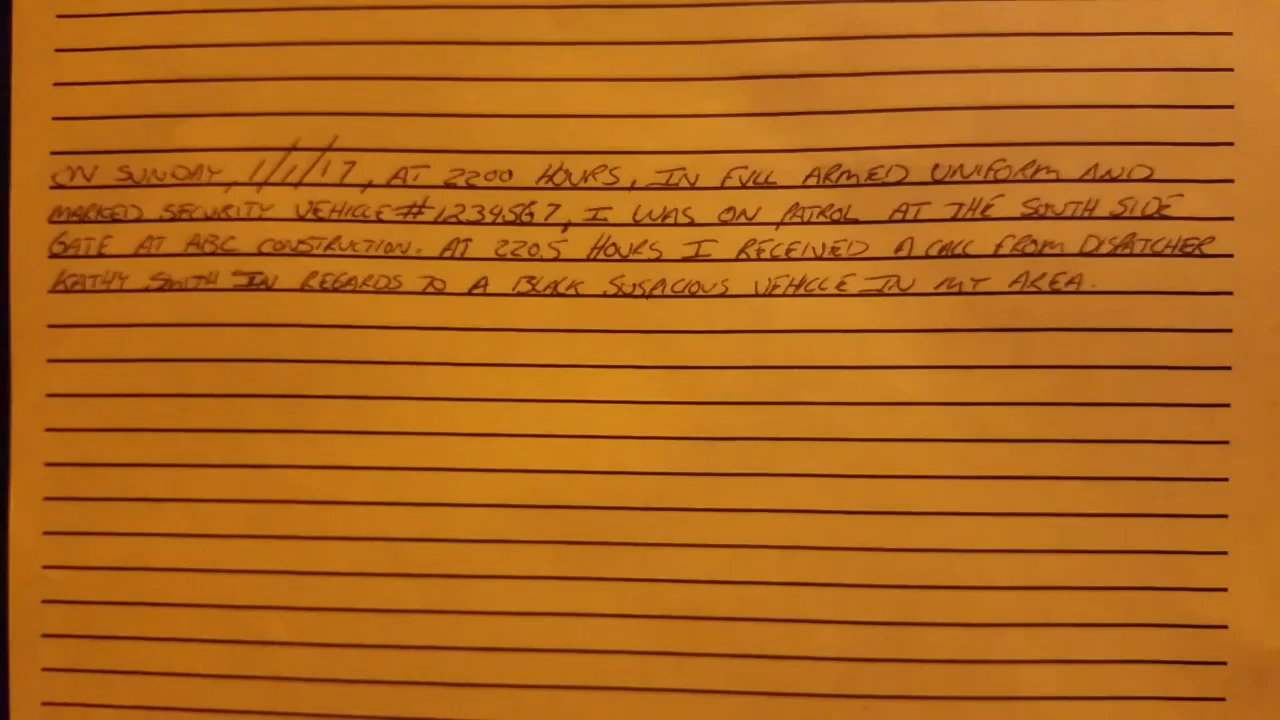 ON SUNDAY, 1/1/17, AT 2200 HOURS, IN FULL ARMED UNIFORM AND
MARKED SECURITY VEHICLE #1234567, I WAS ON PATROL AT THE SOUTH SIDE
GATE AT ABC CONSTRUCTION. AT 2205 HOURS I RECEIVED A CALL FROM DISPATCHER
KATHY SMITH IN REGARDS TO A BLACK SUSPICIOUS VEHICLE IN MY AREA.